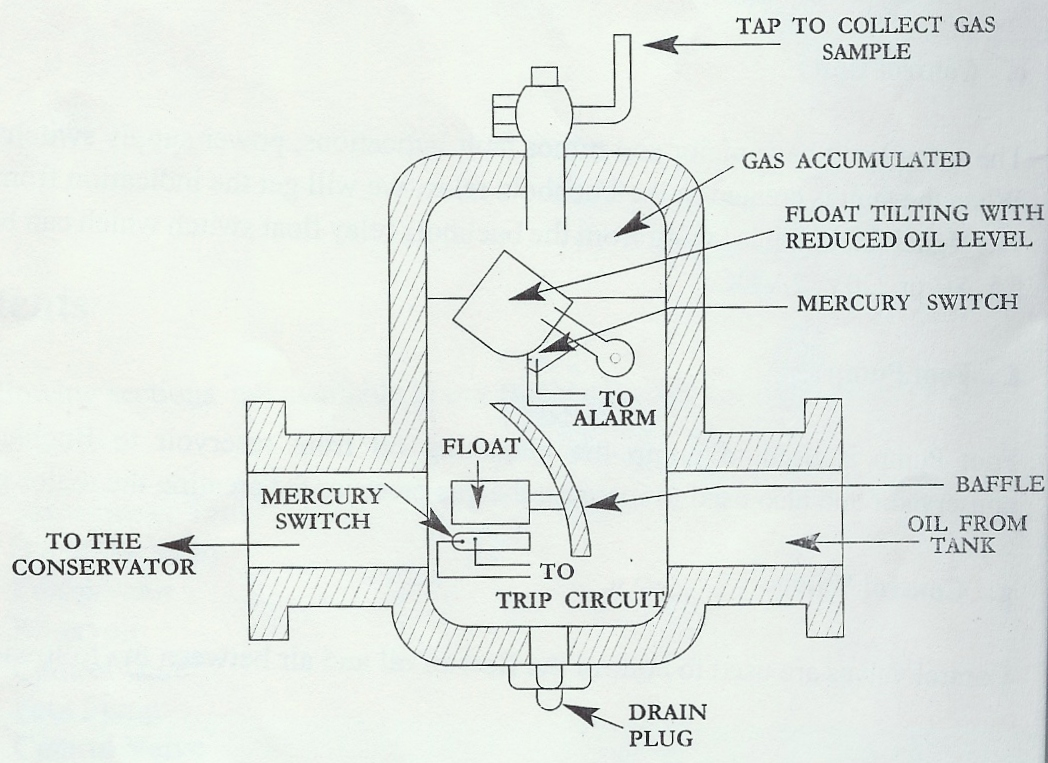 TAP TO COLLECT GAS
SAMPLE
GAS ACCUMULATED
FLOAT TILTING WITH
REDUCED OIL LEVEL
MERCURY SWITCH
TO
ALARM
FLOAT
MERCURY
SWITCH
BAFFLE
OIL FROM
TANK
TO THE
CONSERVATOR
TO
TRIP CIRCUIT
DRAIN
PLUG